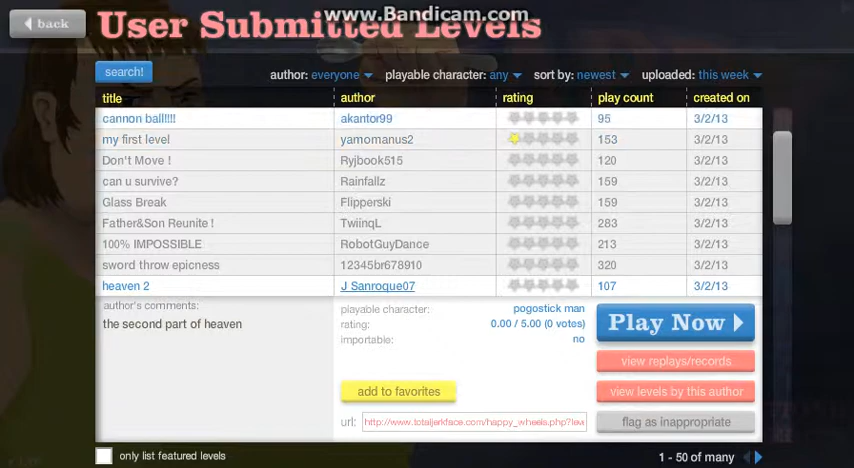 www.Bandicam.com
back
User Submitted Levels
search!
author: everyone playable character: any sort by: newest uploaded: this week
title author rating play count created on
cannon ball!!!! akantor99 95 3/2/13
my first level yamomanus2 153 3/2/13
Don't Move ! Ryjbook515 120 3/2/13
can u survive? Rainfallz 159 3/2/13
Glass Break Flipperski 159 3/2/13
Father&Son Reunite ! TwiinqL 283 3/2/13
100% IMPOSSIBLE RobotGuyDance 213 3/2/13
sword throw epicness 12345br678910 320 3/2/13
heaven 2 J Sanroque07 107 3/2/13
author's comments:
the second part of heaven
playable character: pogostick man
rating: 0.00 / 5.00 (0 votes)
importable: no
Play Now
view replays/records
add to favorites
view levels by this author
url: http://www.totaljerkface.com/happy_wheels.php?lev
flag as inappropriate
only list featured levels
1 - 50 of many